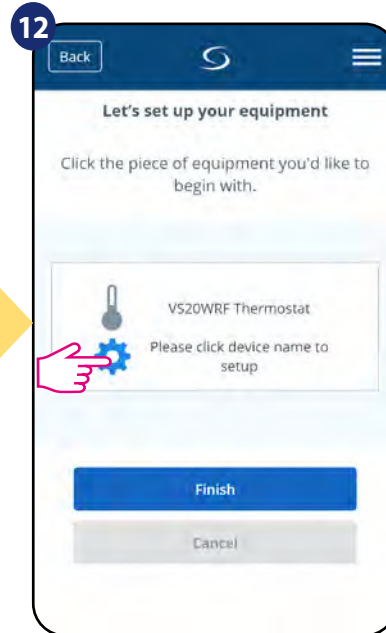 12
Back
Let's set up your equipment
Click the piece of equipment you'd like to
begin with.
VS20WRF Thermostat
Please click device name to
setup
Finish
Cancel